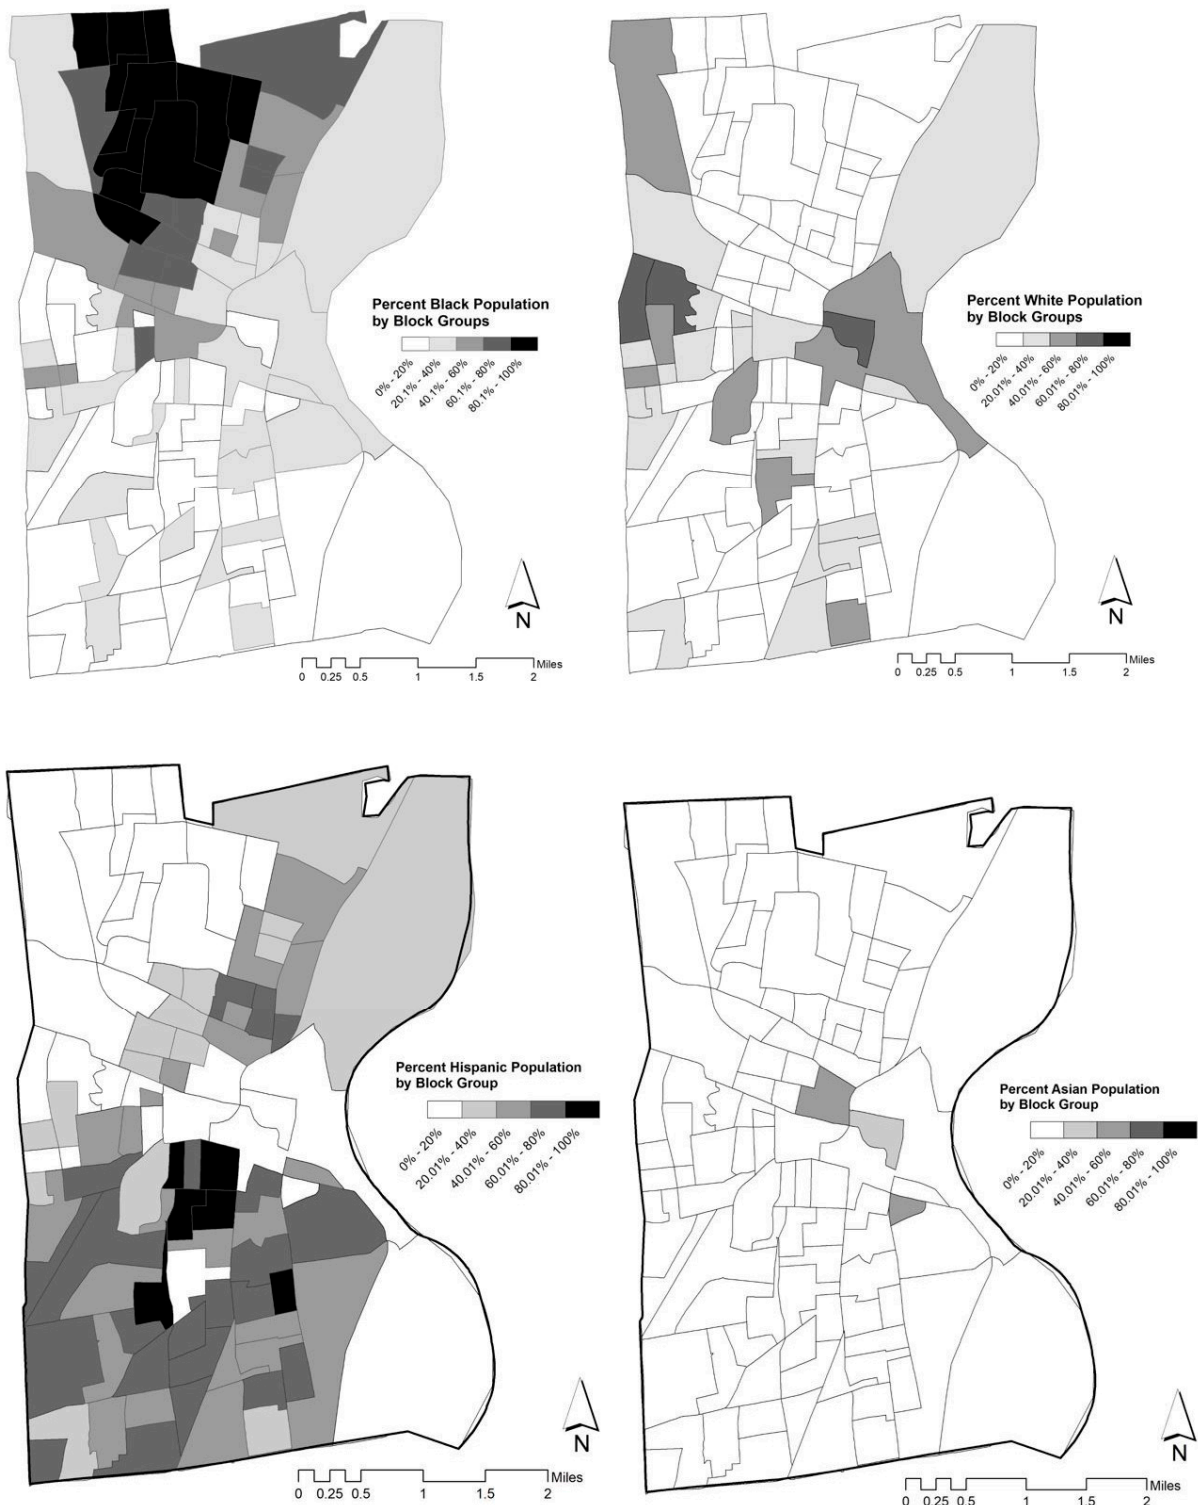 Percent Black Population
by Block Groups
0% - 20%
20.1% - 40%
40.1% - 60%
60.1% - 80%
80.1% - 100%
N
Miles
0 0.25 0.5 1 1.5 2
Percent White Population
by Block Groups
0% - 20%
20.01% - 40%
40.01% - 60%
60.01% - 80%
80.01% - 100%
N
Miles
0 0.25 0.5 1 1.5 2
Percent Hispanic Population
by Block Group
0% - 20%
20.01% - 40%
40.01% - 60%
60.01% - 80%
80.01% - 100%
N
Miles
0 0.25 0.5 1 1.5 2
Percent Asian Population
by Block Group
0% - 20%
20.01% - 40%
40.01% - 60%
60.01% - 80%
80.01% - 100%
N
Miles
0 0.25 0.5 1 1.5 2